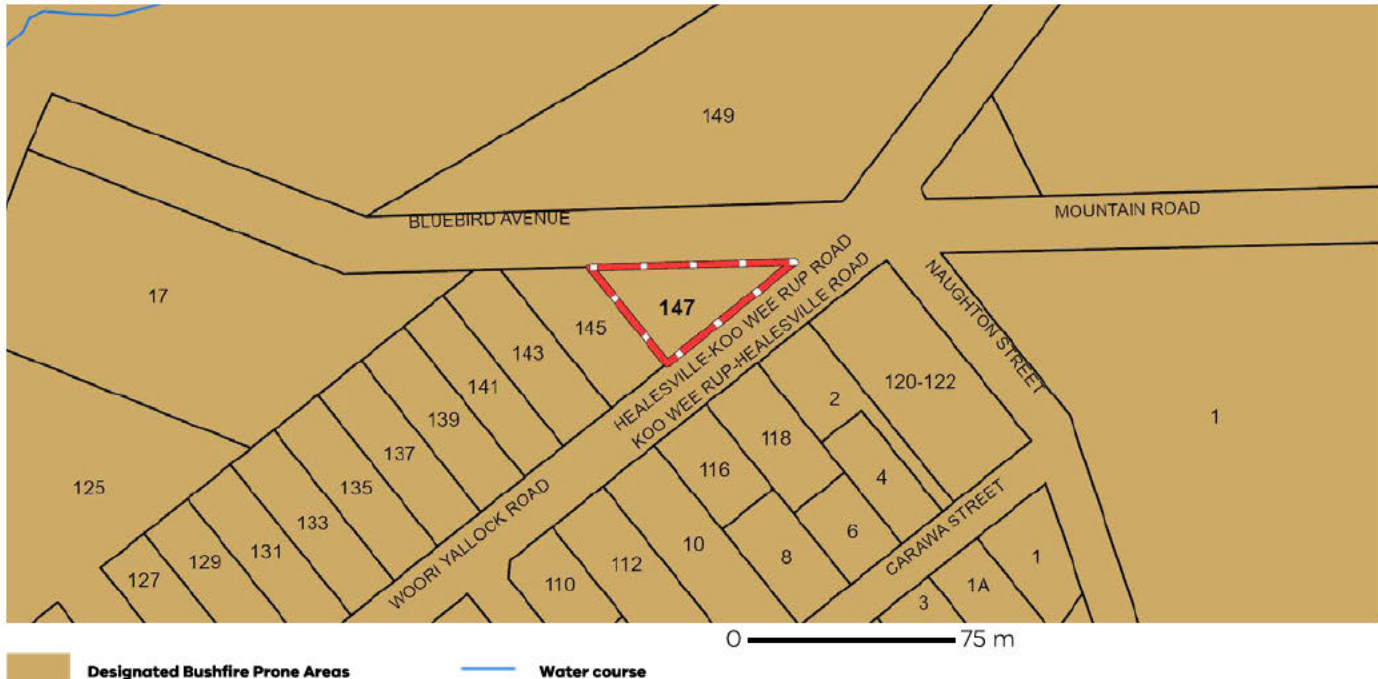 149
BLUEBIRD AVENUE
MOUNTAIN ROAD
17
147
145
HEALESVILLE-KOO WEE RUP ROAD
KOO WEE RUP-HEALESVILLE ROAD
NAUGHTON STREET
143
141
139
137
135
133
131
129
127
125
120-122
2
118
116
4
6
8
10
112
110
1
WOORI YALLOCK ROAD
CARAWA STREET
1
1A
3
0 75 m
Designated Bushfire Prone Areas
Water course